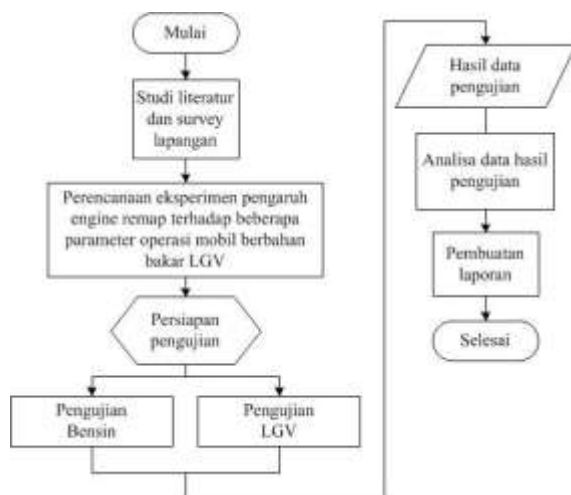 Mulai
Studi literatur
dan survey
lapangan
Perencanaan eksperimen pengaruh
engine remap terhadap beberapa
parameter operasi mobil berbahan
bakar LGV
Persiapan
pengujian
Pengujian
Bensin
Pengujian
LGV
Hasil data
pengujian
Analisa data hasil
pengujian
Pembuatan
laporan
Selesai